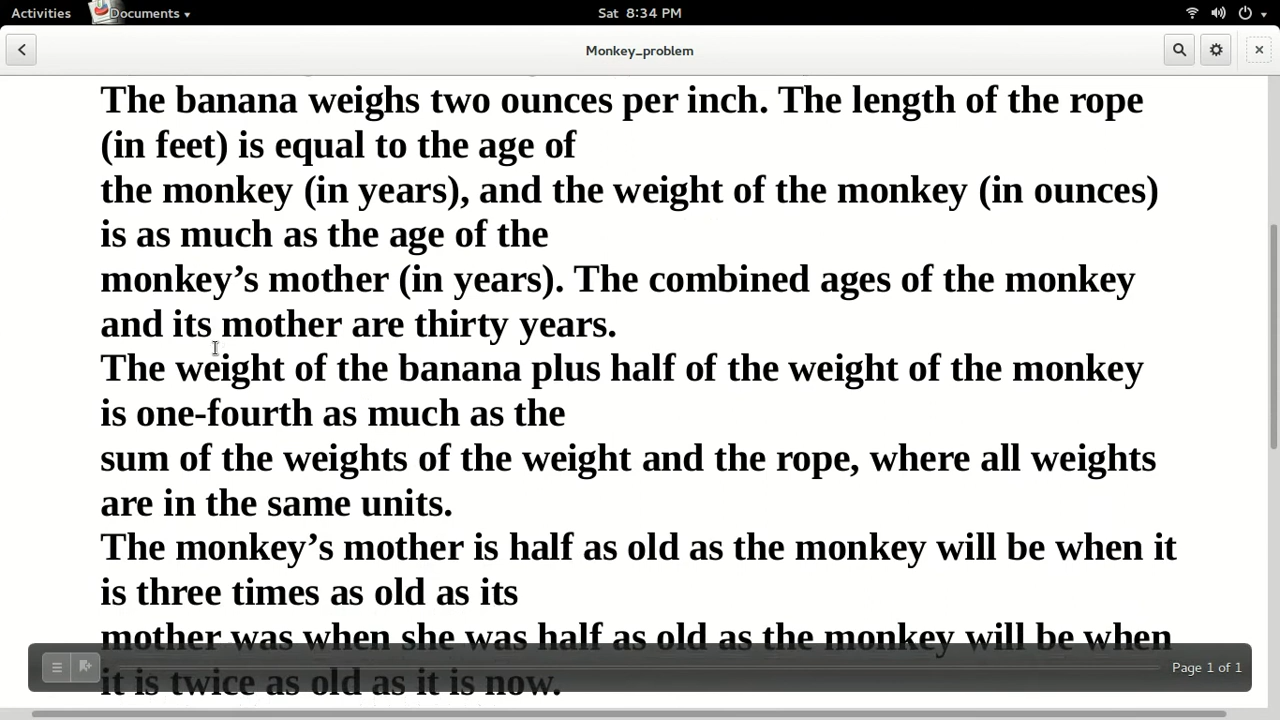 Activities
Documents
Sat 8:34 PM
Monkey_problem
The banana weighs two ounces per inch. The length of the rope
(in feet) is equal to the age of
the monkey (in years), and the weight of the monkey (in ounces)
is as much as the age of the
monkey’s mother (in years). The combined ages of the monkey
and its mother are thirty years.
The weight of the banana plus half of the weight of the monkey
is one-fourth as much as the
sum of the weights of the weight and the rope, where all weights
are in the same units.
The monkey’s mother is half as old as the monkey will be when it
is three times as old as its
mother was when she was half as old as the monkey will be when
it is twice as old as it is now.
Page 1 of 1